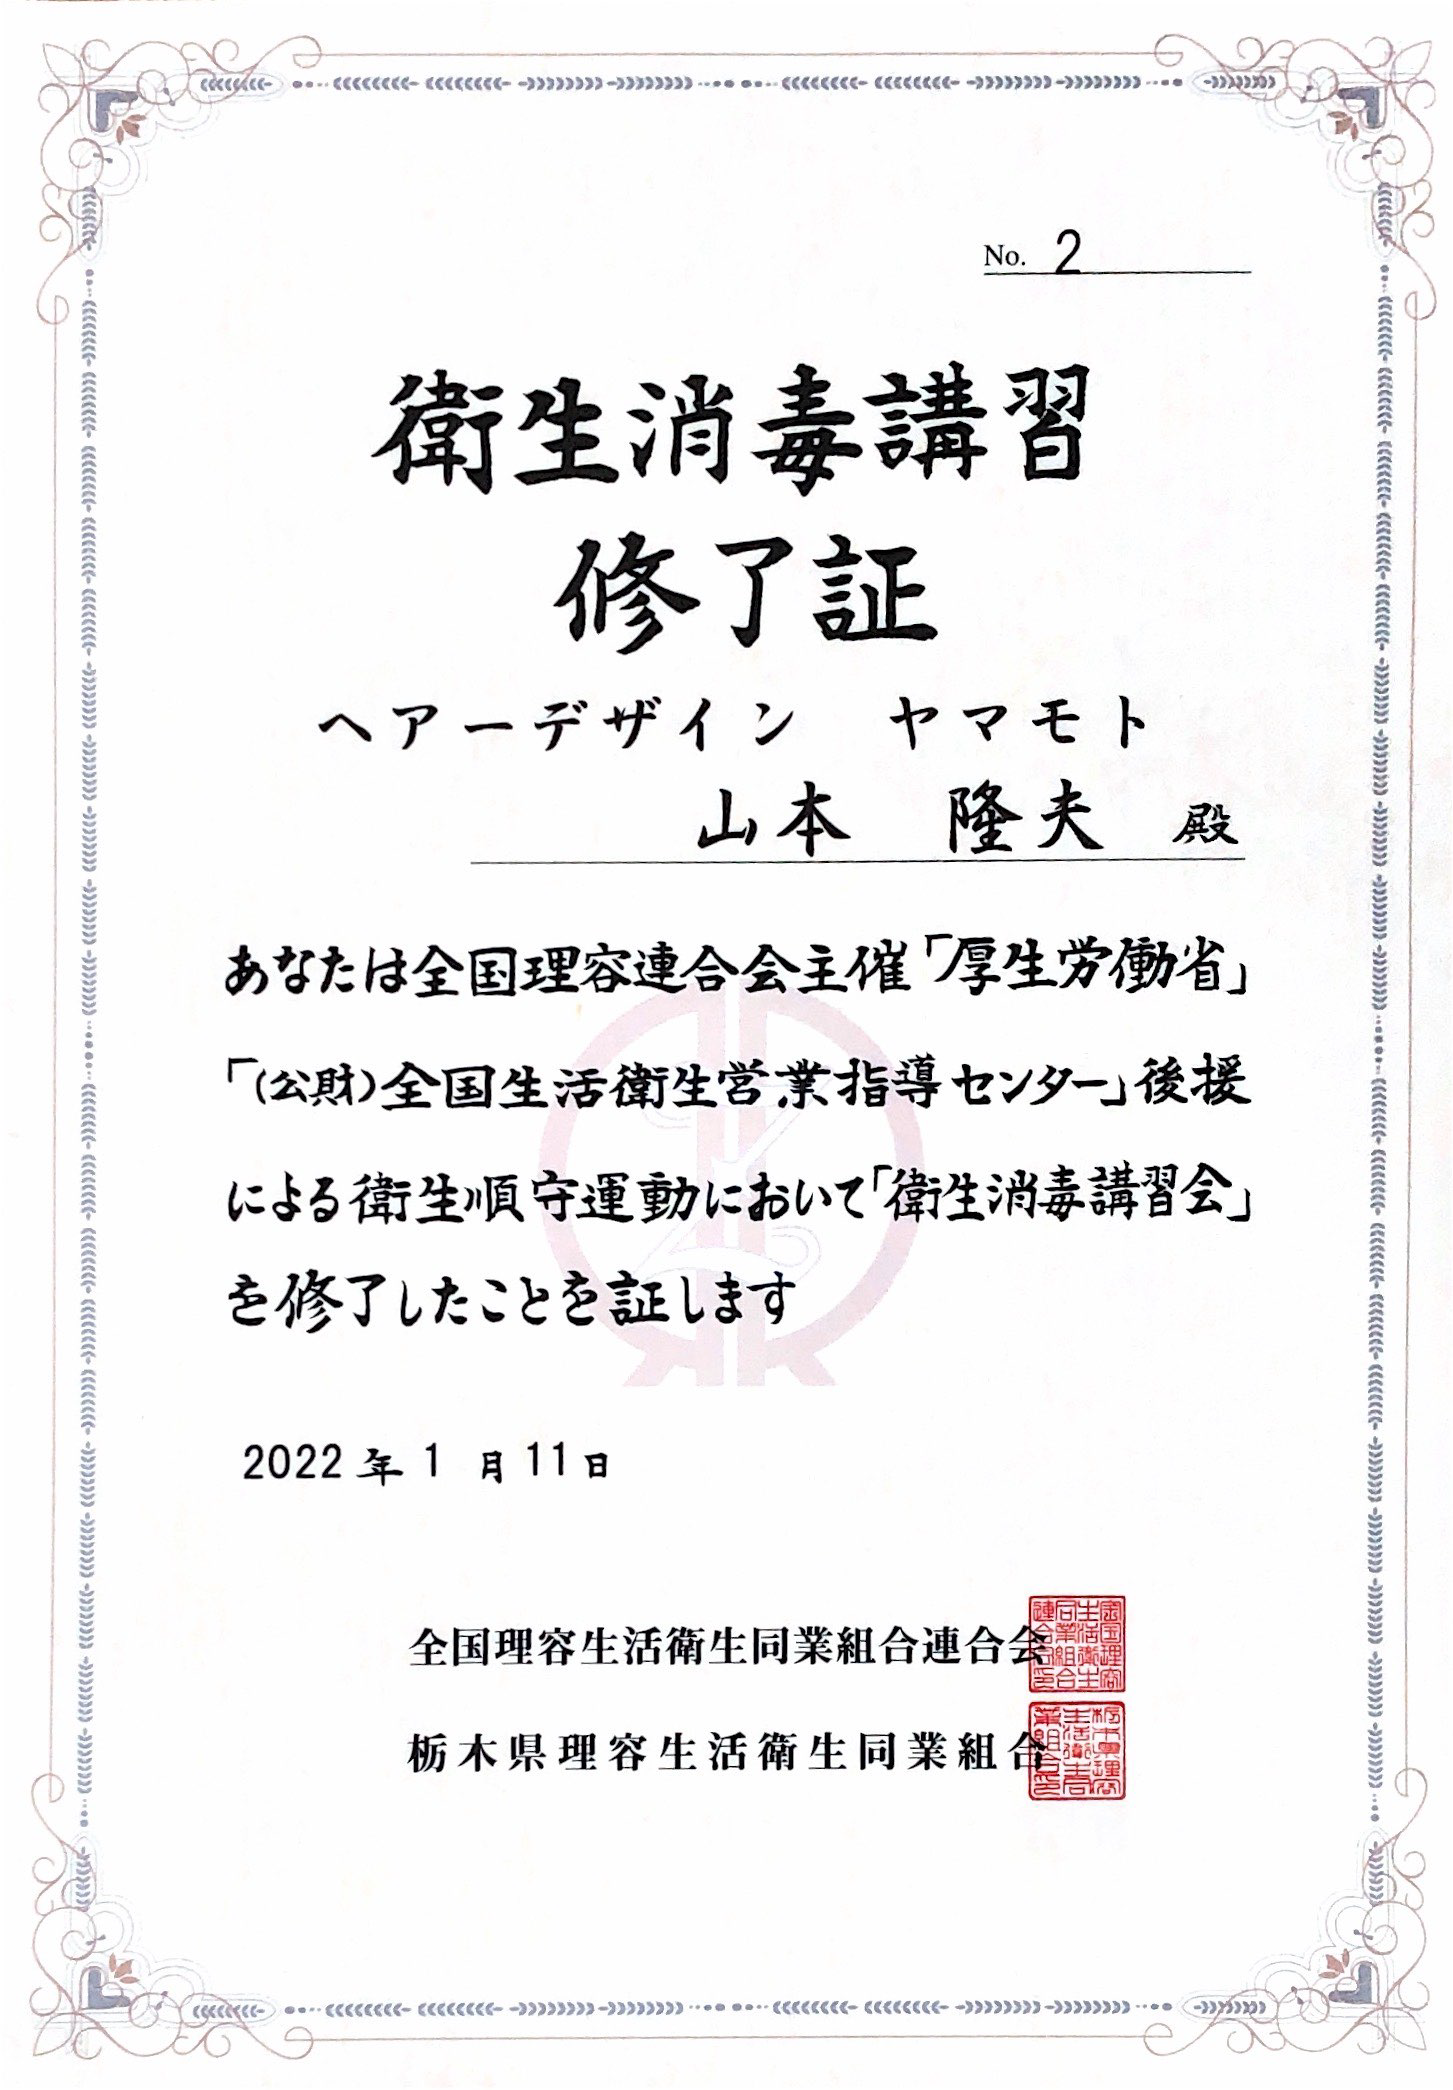 No. 2
衛生消毒講習
修了証
ヘアーデザイン　ヤマモト
山本　隆夫　殿
あなたは全国理容連合会主催「厚生労働省」
「(公財)全国生活衛生営業指導センター」後援
による衛生順守運動において「衛生消毒講習会」
を修了したことを証します
2022年1月11日
全国理容生活衛生同業組合連合会
栃木県理容生活衛生同業組合